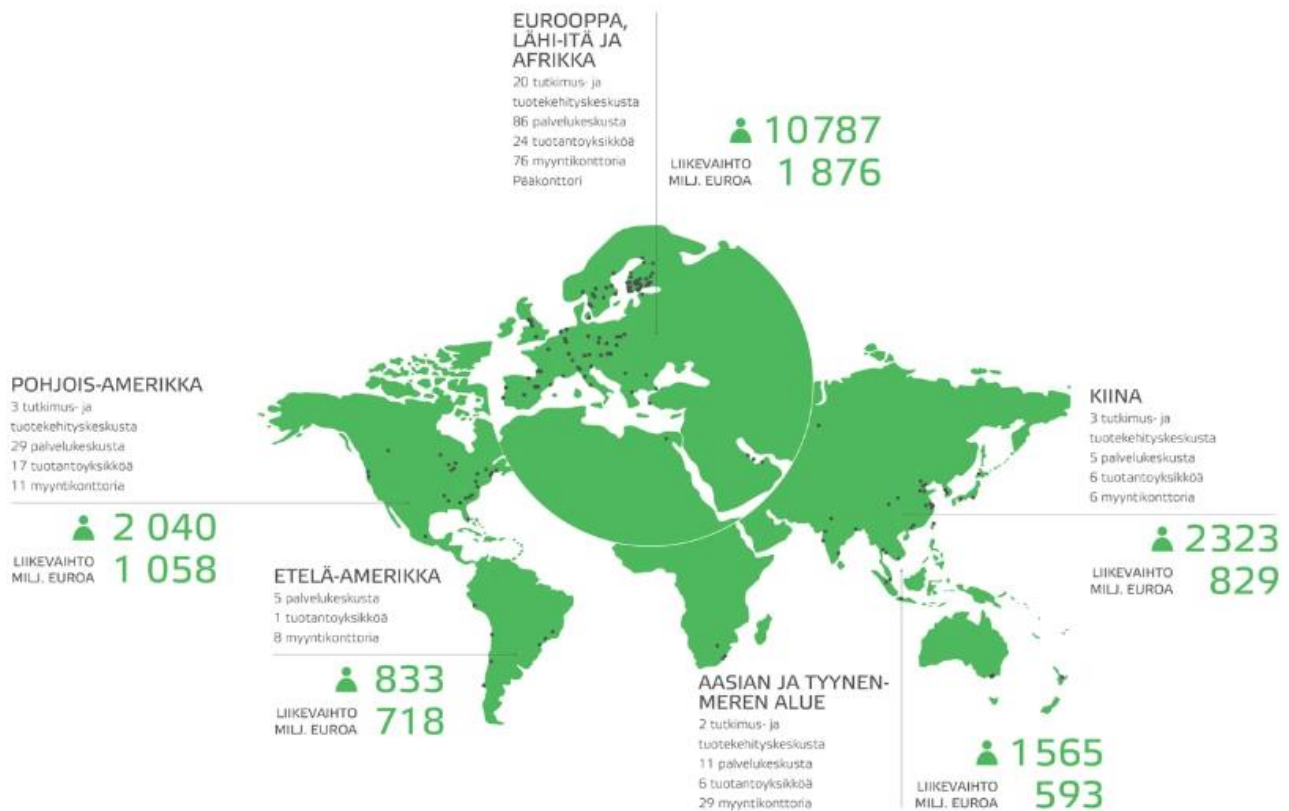 EUROOPPA,
LÄHI-ITÄ JA
AFRIKKA
20 tutkimus- ja
tuotekehityskeskusta
86 palvelukeskusta
24 tuotantoyksikköä
76 myyntikonttoria
Pääkonttori
10787
LIIKEVAIHTO
MILJ. EUROA
1 876
POHJOIS-AMERIKKA
3 tutkimus- ja
tuotekehityskeskusta
29 palvelukeskusta
17 tuotantoyksikköä
11 myyntikonttoria
2 040
LIIKEVAIHTO
MILJ. EUROA
1 058
ETELÄ-AMERIKKA
5 palvelukeskusta
1 tuotantoyksikköä
8 myyntikonttoria
833
LIIKEVAIHTO
MILJ. EUROA
718
KIINA
3 tutkimus- ja
tuotekehityskeskusta
5 palvelukeskusta
6 tuotantoyksikköä
6 myyntikonttoria
2323
LIIKEVAIHTO
MILJ. EUROA
829
AASIAN JA TYYNEN-
MEREN ALUE
2 tutkimus- ja
tuotekehityskeskusta
11 palvelukeskusta
6 tuotantoyksikköä
29 myyntikonttoria
1565
LIIKEVAIHTO
MILJ. EUROA
593